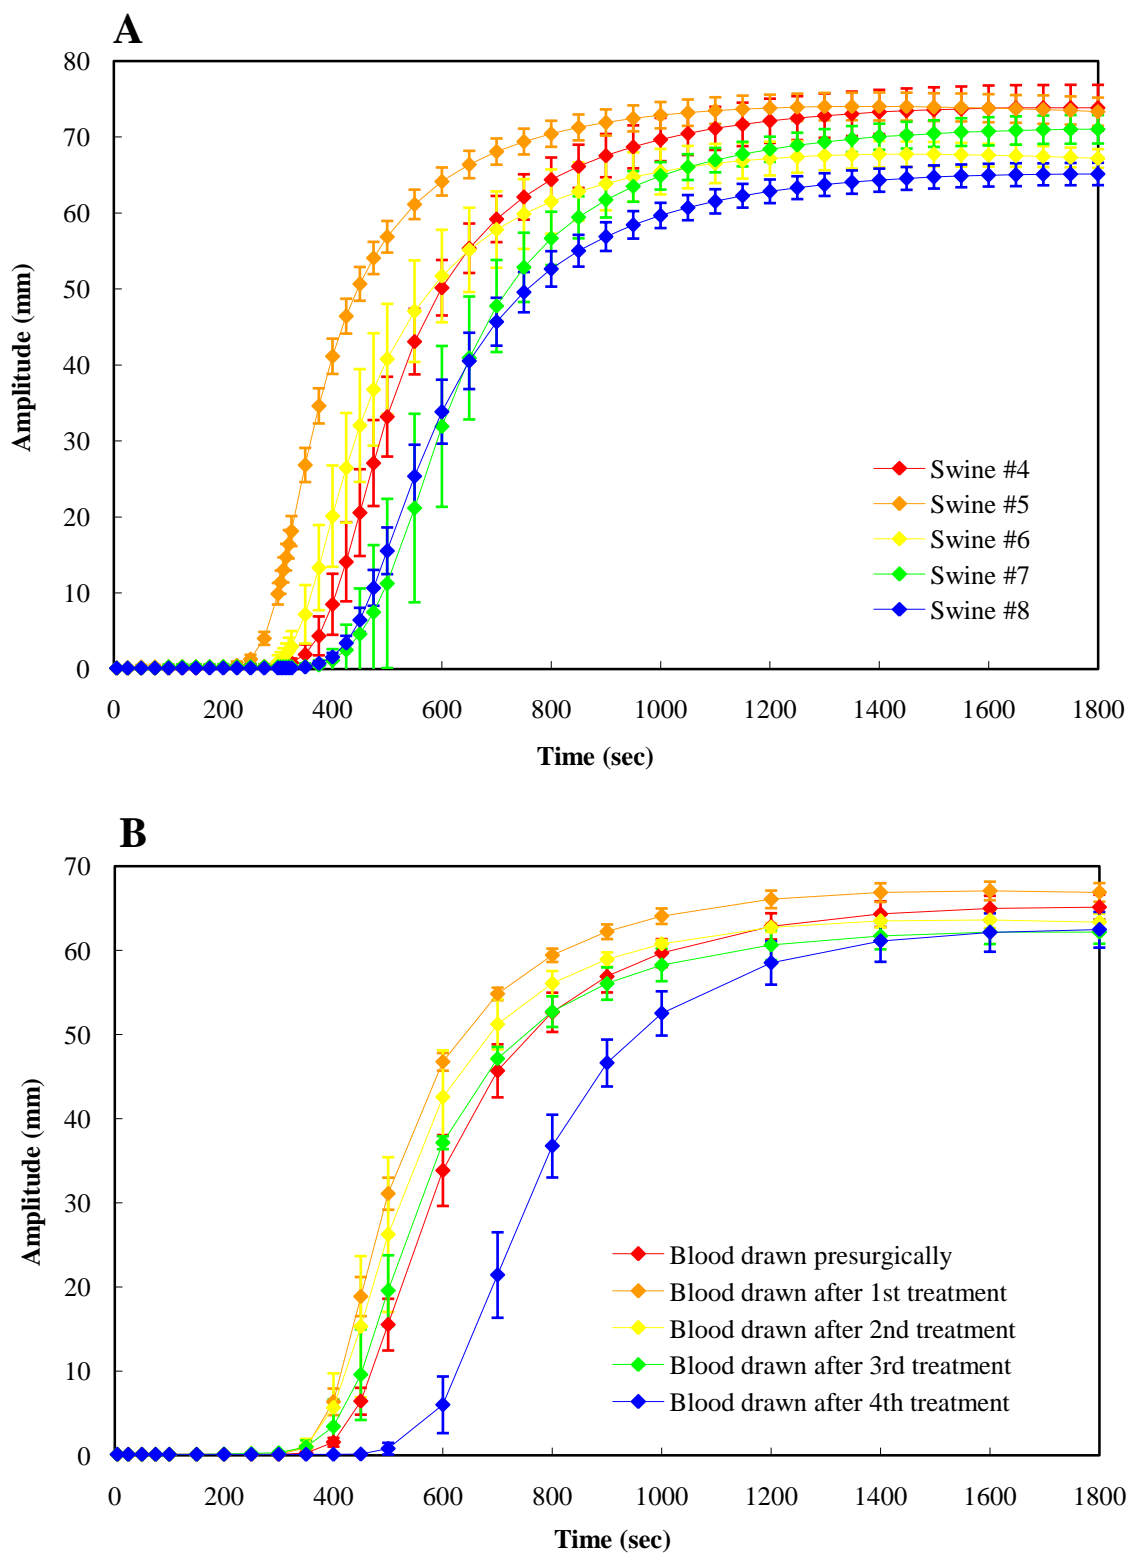 A
80
70
60
50
40
30
20
10
0
Amplitude (mm)
Swine #4
Swine #5
Swine #6
Swine #7
Swine #8
0 200 400 600 800 1000 1200 1400 1600 1800
Time (sec)
B
70
60
50
40
30
20
10
0
Amplitude (mm)
Blood drawn presurgically
Blood drawn after 1st treatment
Blood drawn after 2nd treatment
Blood drawn after 3rd treatment
Blood drawn after 4th treatment
0 200 400 600 800 1000 1200 1400 1600 1800
Time (sec)